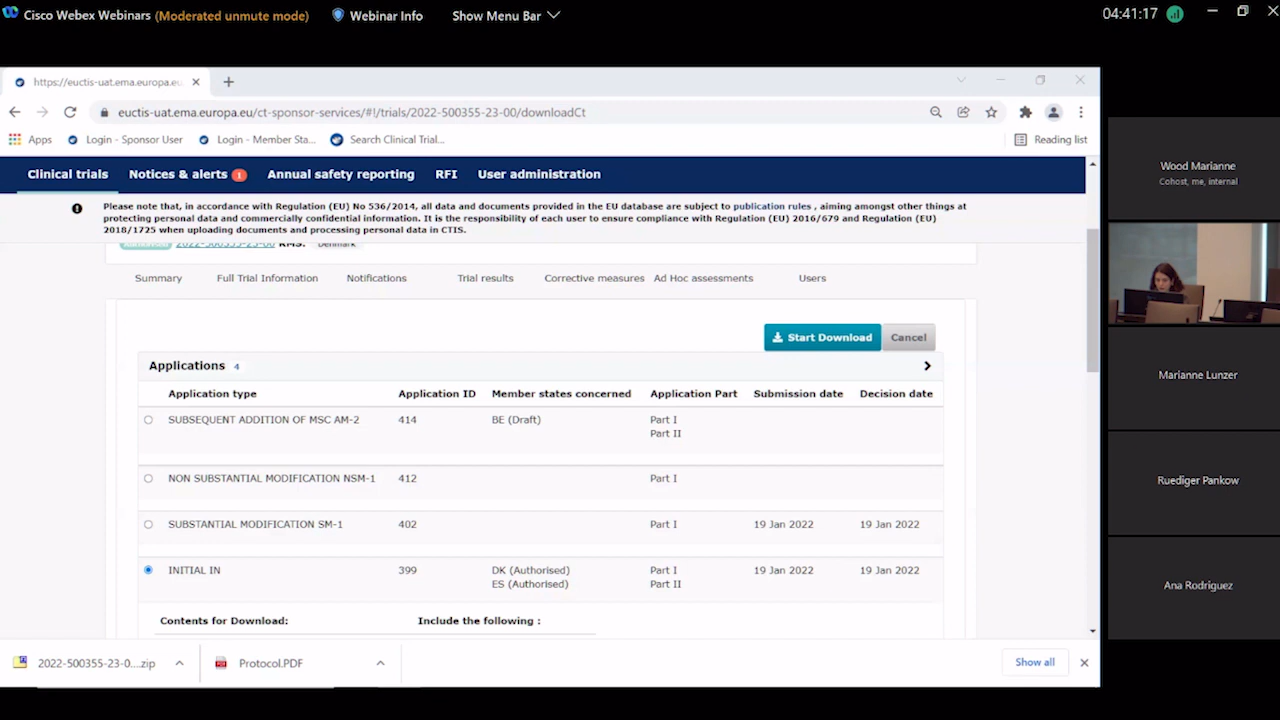 Cisco Webex Webinars (Moderated unmute mode) Webinar Info Show Menu Bar 04:41:17
https://euctis-uat.ema.europa.eu
euctis-uat.ema.europa.eu/ct-sponsor-services/#!/trials/2022-500355-23-00/downloadCt
Apps Login - Sponsor User Login - Member Sta... Search Clinical Trial... Reading list
Clinical trials Notices & alerts 1 Annual safety reporting RFI User administration
Please note that, in accordance with Regulation (EU) No 536/2014, all data and documents provided in the EU database are subject to publication rules , aiming amongst other things at
protecting personal data and commercially confidential information. It is the responsibility of each user to ensure compliance with Regulation (EU) 2016/679 and Regulation (EU)
2018/1725 when uploading documents and processing personal data in CTIS.
2022-500355-23-00 RMS: Denmark
Summary Full Trial Information Notifications Trial results Corrective measures Ad Hoc assessments Users
Start Download Cancel
Applications 4
Application type Application ID Member states concerned Application Part Submission date Decision date
SUBSEQUENT ADDITION OF MSC AM-2 414 BE (Draft) Part I
Part II
NON SUBSTANTIAL MODIFICATION NSM-1 412 Part I
SUBSTANTIAL MODIFICATION SM-1 402 Part I 19 Jan 2022 19 Jan 2022
INITIAL IN 399 DK (Authorised) Part I 19 Jan 2022 19 Jan 2022
ES (Authorised) Part II
Contents for Download: Include the following :
2022-500355-23-0....zip Protocol.PDF Show all
Wood Marianne
Cohost, me, internal
Marianne Lunzer
Ruediger Pankow
Ana Rodriguez